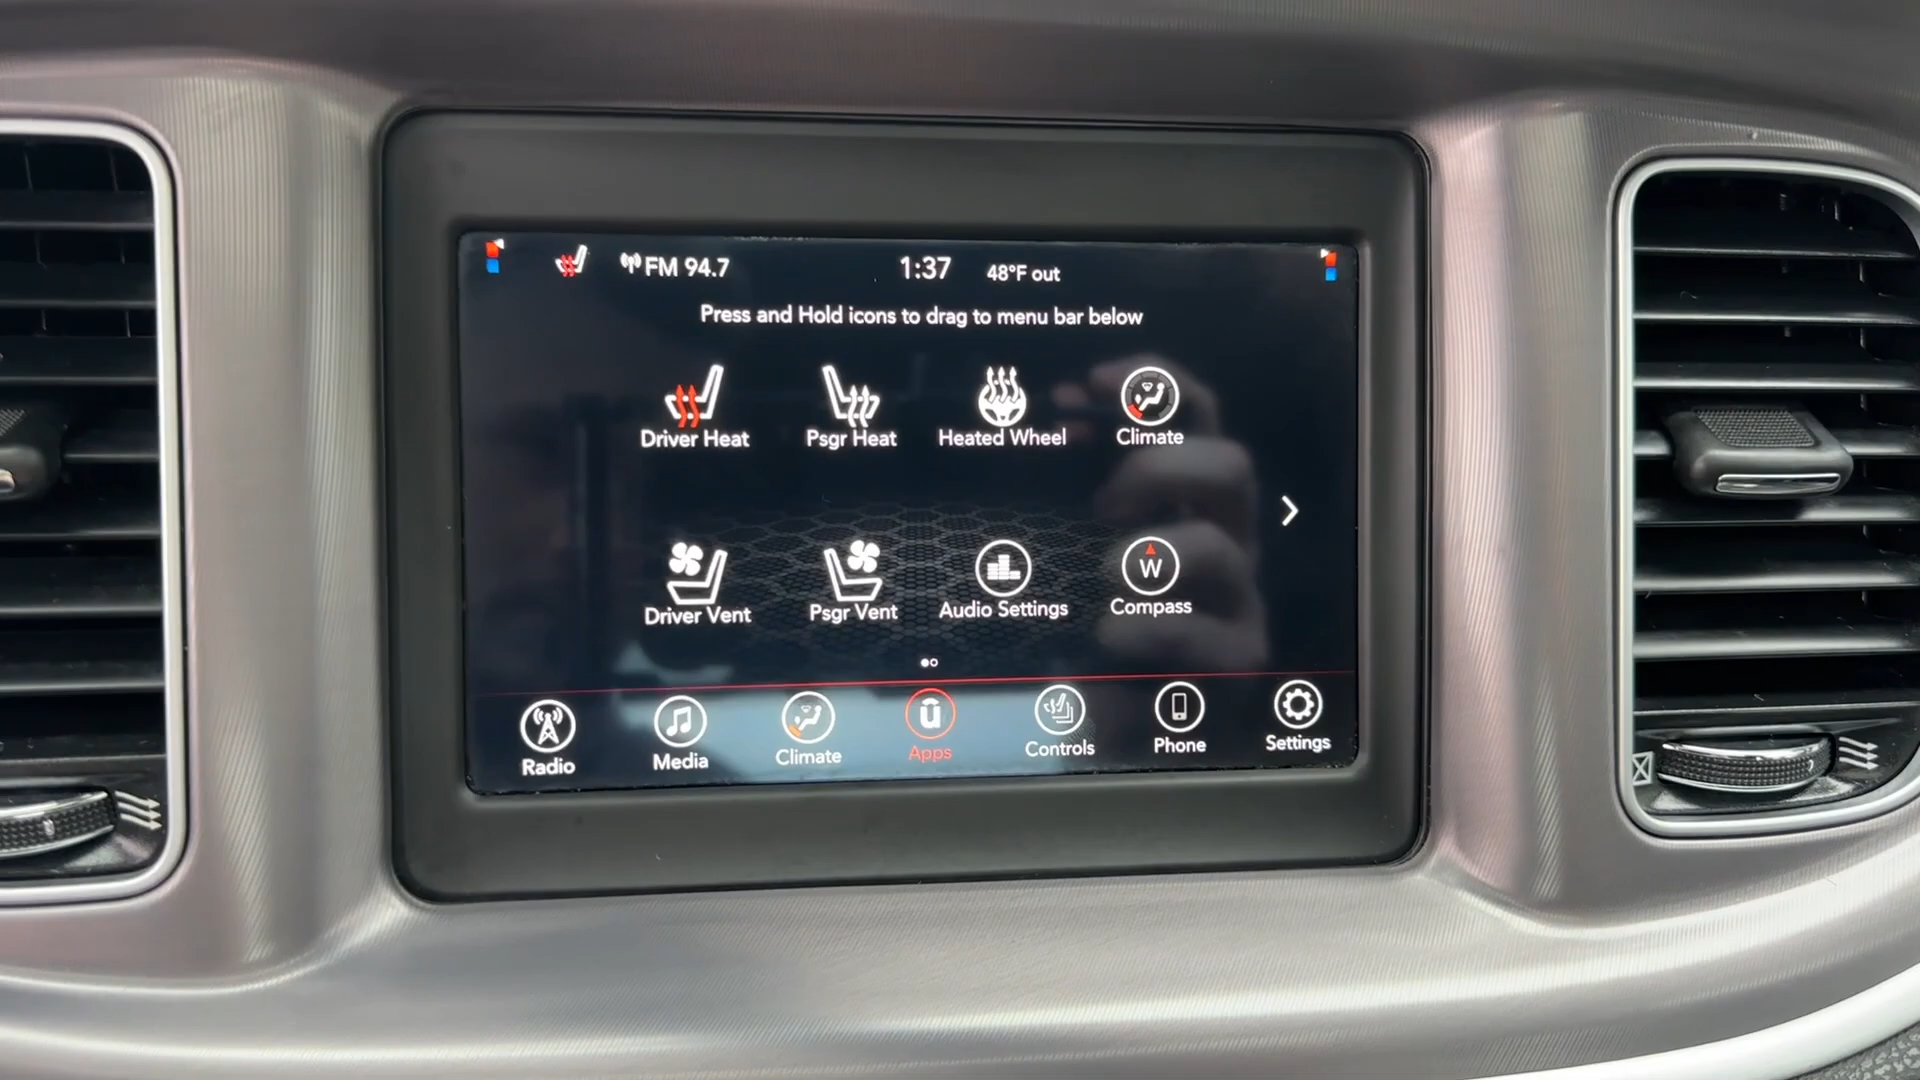 FM 94.7 1:37 48°F out
Press and Hold icons to drag to menu bar below
Driver Heat Psgr Heat Heated Wheel Climate
W
Driver Vent Psgr Vent Audio Settings Compass
Radio Media Climate Apps Controls Phone Settings